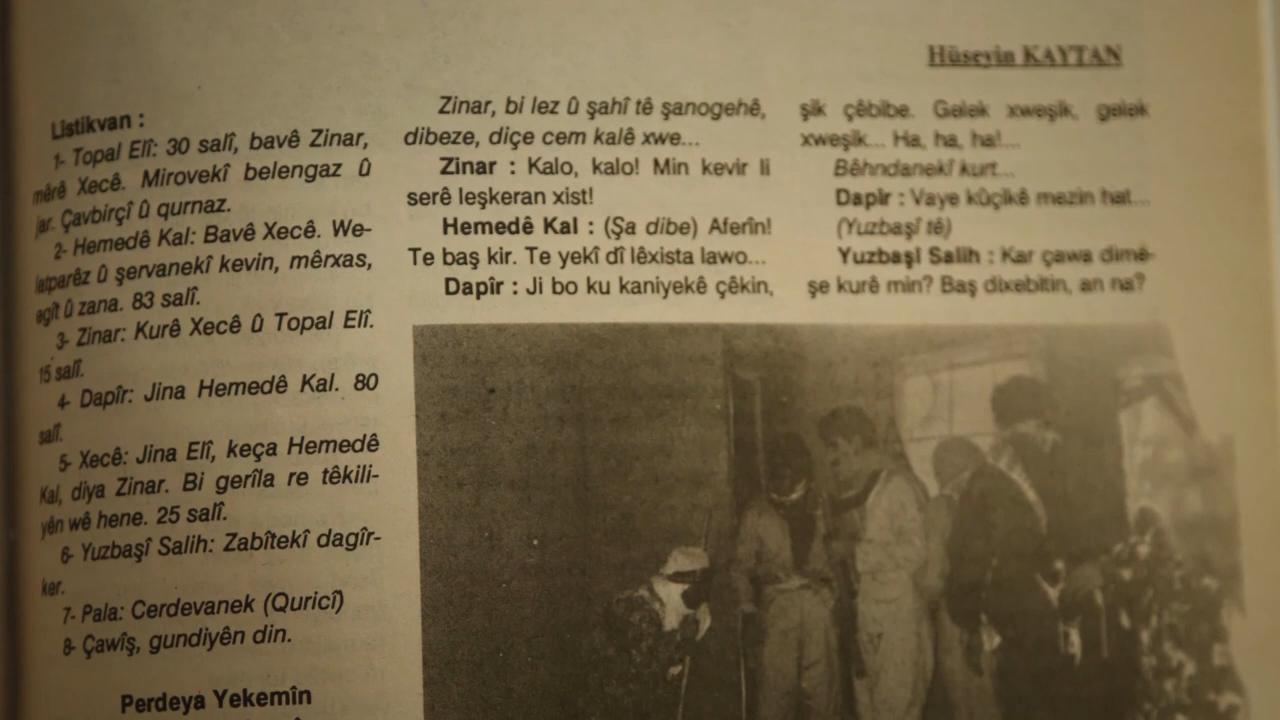 Hüseyin KAYTAN
Lîstikvan :
1- Topal Elî: 30 salî, bavê Zinar,
mêrê Xecê. Mirovekî belengaz û
jar. Çavbirçî û qurnaz.
2- Hemedê Kal: Bavê Xecê. We-
latparêz û şervanekî kevin, mêrxas,
egît û zana. 83 salî.
3- Zinar: Kurê Xecê û Topal Elî.
15 salî.
4- Dapîr: Jina Hemedê Kal. 80
salî.
5- Xecê: Jina Elî, keça Hemedê
Kal, diya Zinar. Bi gerîla re têkili-
yên wê hene. 25 salî.
6- Yuzbaşî Salih: Zabîtekî dagîr-
ker.
7- Pala: Cerdevanek (Quricî)
8- Çawîş, gundiyên din.
Perdeya Yekemîn
Zinar, bi lez û şahî tê şanogehê,
dibeze, diçe cem kalê xwe...
Zinar : Kalo, kalo! Min kevir li
serê leşkeran xist!
Hemedê Kal : (Şa dibe) Aferîn!
Te baş kir. Te yekî dî lêxista lawo...
Dapîr : Ji bo ku kaniyekê çêkin,
şik çêbibe. Gelek xweşik, gelek
xweşik... Ha, ha, ha!...
Bêhndanekî kurt...
Dapîr : Vaye kûçikê mezin hat...
(Yuzbaşî tê)
Yuzbaşî Salih : Kar çawa dimê-
şe kurê min? Baş dixebitin, an na?